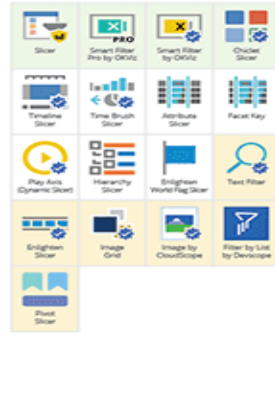 Slicer
PRO
Smart Filter
Pro by OKViz
Smart Filter
by OKViz
Chiclet
Slicer
Timeline
Slicer
Time Brush
Slicer
Attribute
Slicer
Facet Key
Play Axis
(Dynamic Slicer)
Hierarchy
Slicer
Enlighten
World Flag Slicer
Text Filter
Enlighten
Slicer
Image
Grid
Image by
CloudScope
Filter by List
by Devscope
Pivot
Slicer